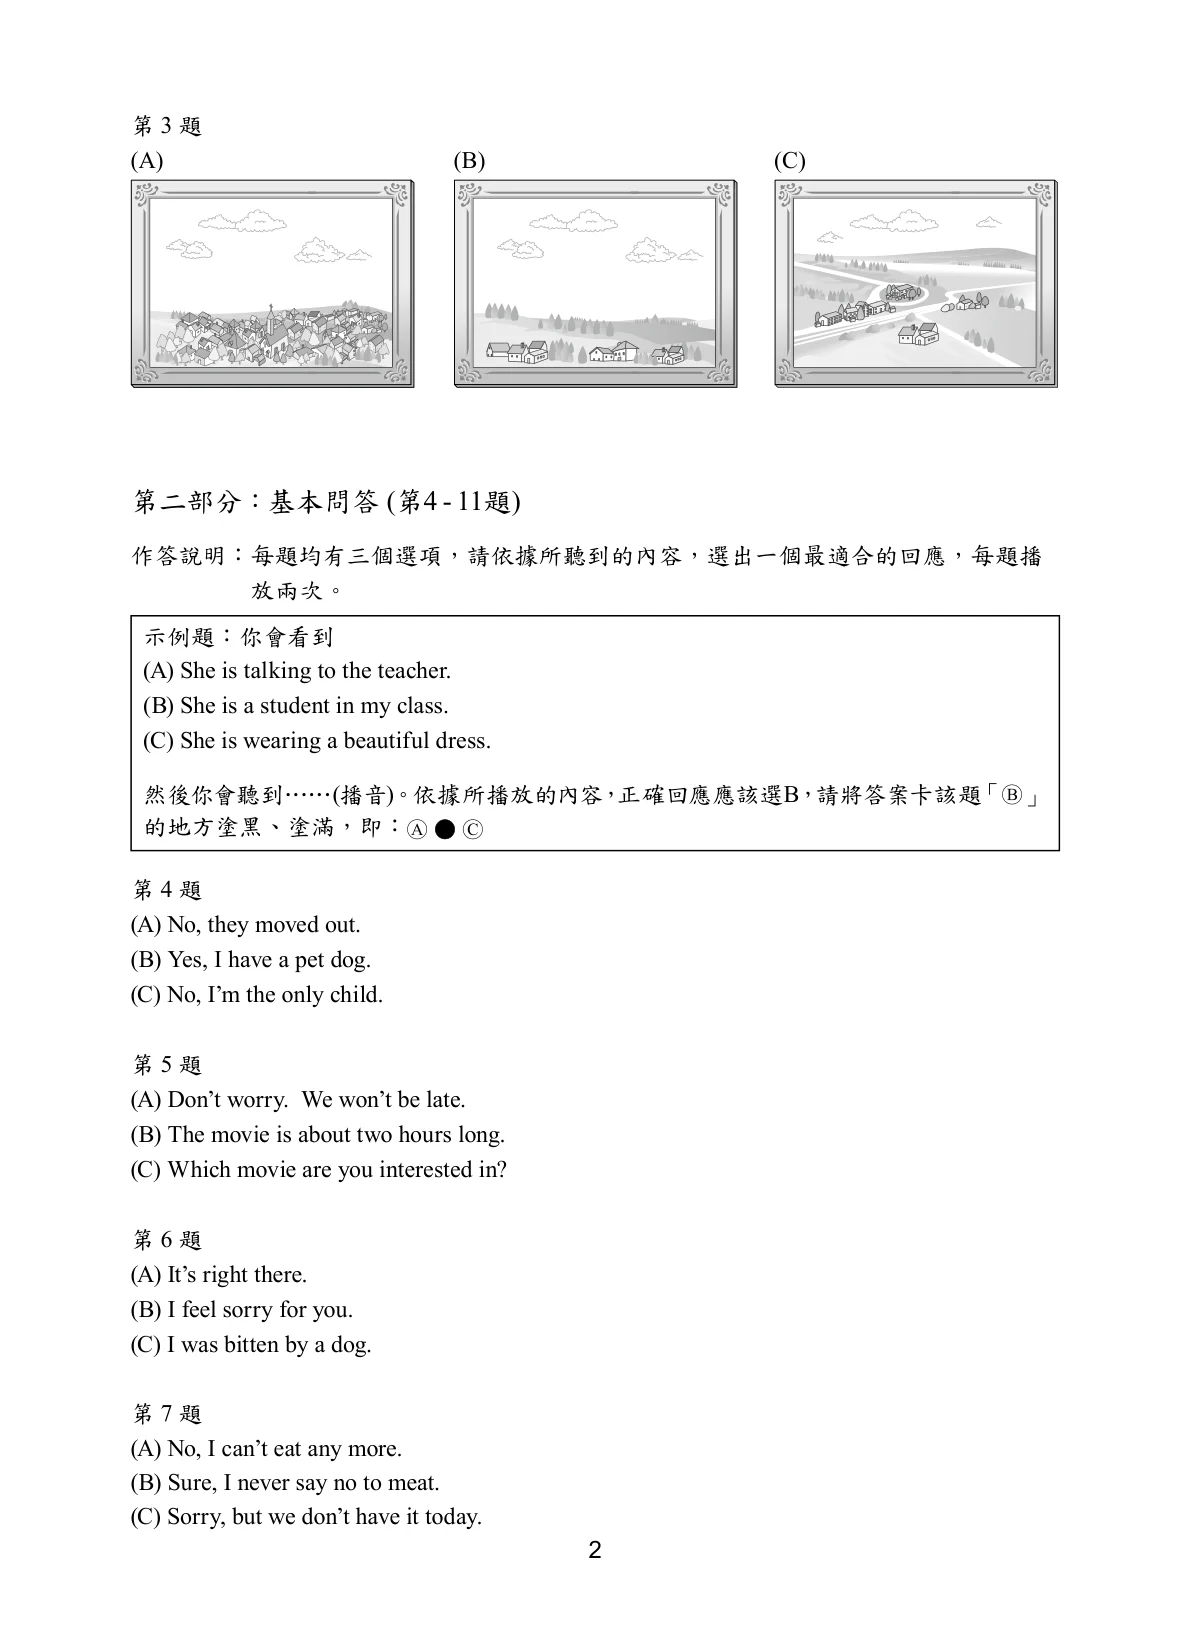 第 3 題
(A) (B) (C)
第二部分：基本問答 (第4 - 11題)
作答說明：每題均有三個選項，請依據所聽到的內容，選出一個最適合的回應，每題播
放兩次。
示例題：你會看到
(A) She is talking to the teacher.
(B) She is a student in my class.
(C) She is wearing a beautiful dress.
然後你會聽到⋯⋯(播音)。依據所播放的內容，正確回應應該選B，請將答案卡該題「Ⓑ」
的地方塗黑、塗滿，即：Ⓐ ● Ⓒ
第 4 題
(A) No, they moved out.
(B) Yes, I have a pet dog.
(C) No, I’m the only child.
第 5 題
(A) Don’t worry.  We won’t be late.
(B) The movie is about two hours long.
(C) Which movie are you interested in?
第 6 題
(A) It’s right there.
(B) I feel sorry for you.
(C) I was bitten by a dog.
第 7 題
(A) No, I can’t eat any more.
(B) Sure, I never say no to meat.
(C) Sorry, but we don’t have it today.
2